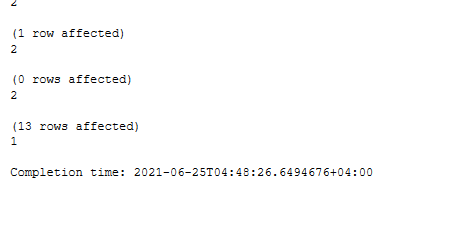 2
(1 row affected)
2
(0 rows affected)
2
(13 rows affected)
1
Completion time: 2021-06-25T04:48:26.6494676+04:00